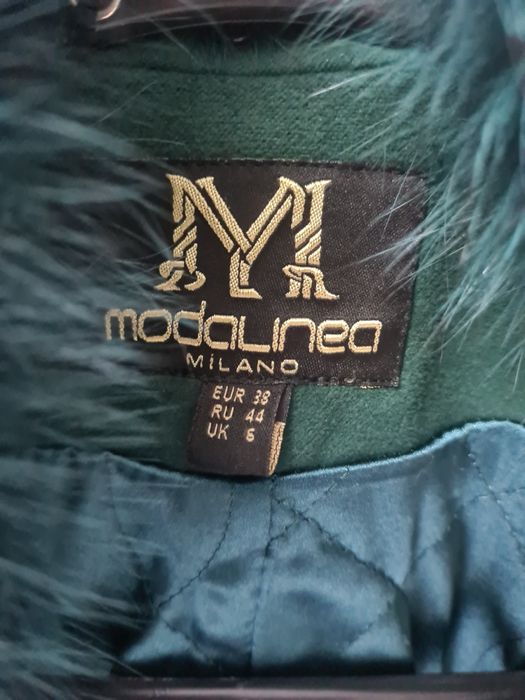 M
modalinea
MiLANO
EUR 38
RU 44
UK 6